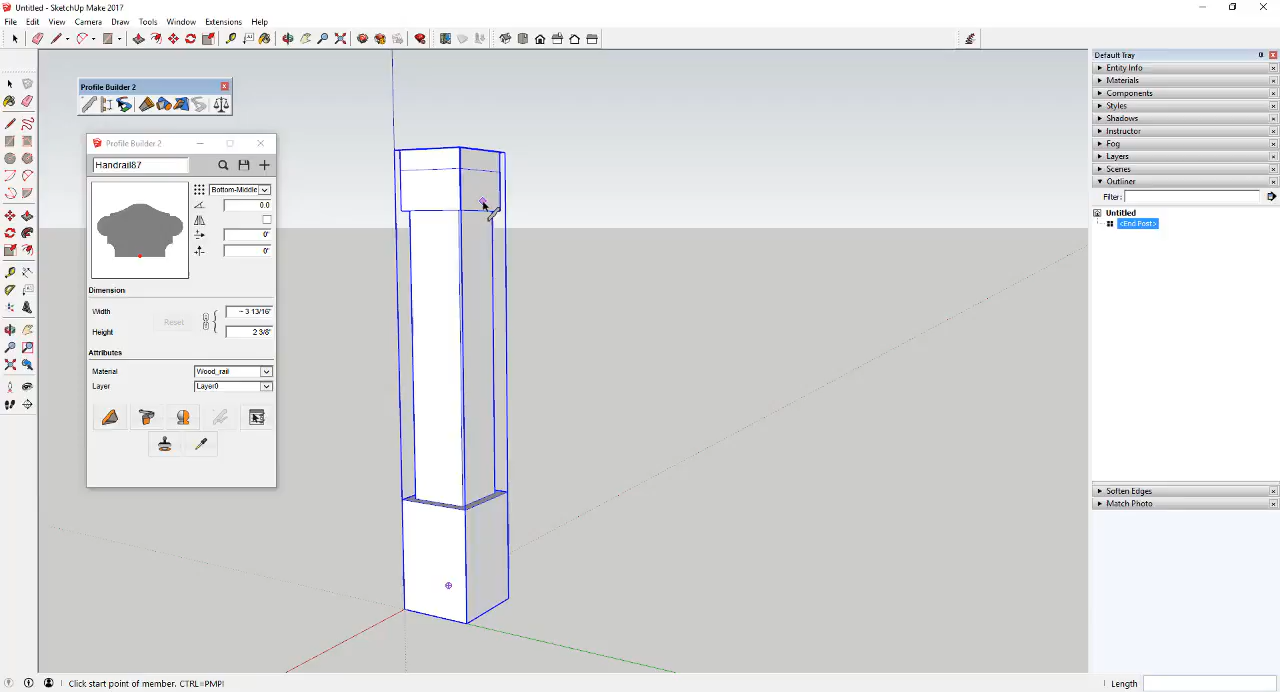 Untitled - SketchUp Make 2017
File Edit View Camera Draw Tools Window Extensions Help
Default Tray
Entity Info
Materials
Components
Styles
Shadows
Instructor
Fog
Layers
Scenes
Outliner
Filter:
Untitled
<End Post>
Soften Edges
Match Photo
Profile Builder 2
Profile Builder 2
Handrail87
Bottom-Middle
0.0
0"
0"
Dimension
Width ~ 3 13/16"
Reset
Height 2 3/8"
Attributes
Material Wood_rail
Layer Layer0
Click start point of member. CTRL=PMPI
Length